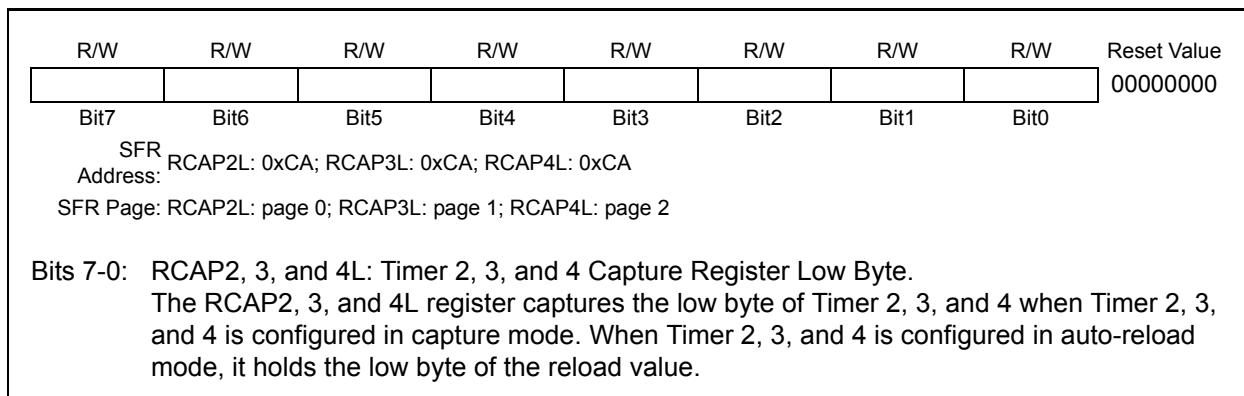 R/W R/W R/W R/W R/W R/W R/W R/W Reset Value
00000000
Bit7 Bit6 Bit5 Bit4 Bit3 Bit2 Bit1 Bit0
SFR Address: RCAP2L: 0xCA; RCAP3L: 0xCA; RCAP4L: 0xCA
SFR Page: RCAP2L: page 0; RCAP3L: page 1; RCAP4L: page 2
Bits 7-0: RCAP2, 3, and 4L: Timer 2, 3, and 4 Capture Register Low Byte.
The RCAP2, 3, and 4L register captures the low byte of Timer 2, 3, and 4 when Timer 2, 3,
and 4 is configured in capture mode. When Timer 2, 3, and 4 is configured in auto-reload
mode, it holds the low byte of the reload value.